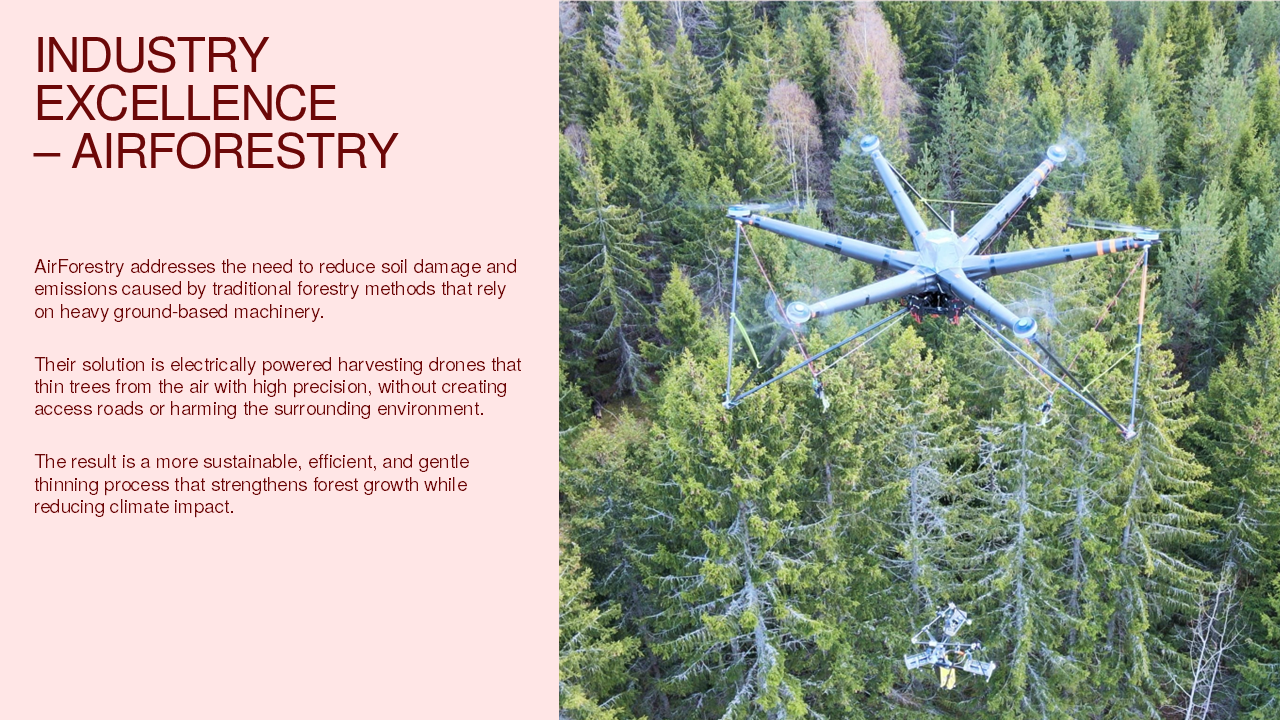 INDUSTRY
EXCELLENCE
– AIRFORESTRY
AirForestry addresses the need to reduce soil damage and
emissions caused by traditional forestry methods that rely
on heavy ground-based machinery.
Their solution is electrically powered harvesting drones that
thin trees from the air with high precision, without creating
access roads or harming the surrounding environment.
The result is a more sustainable, efficient, and gentle
thinning process that strengthens forest growth while
reducing climate impact.